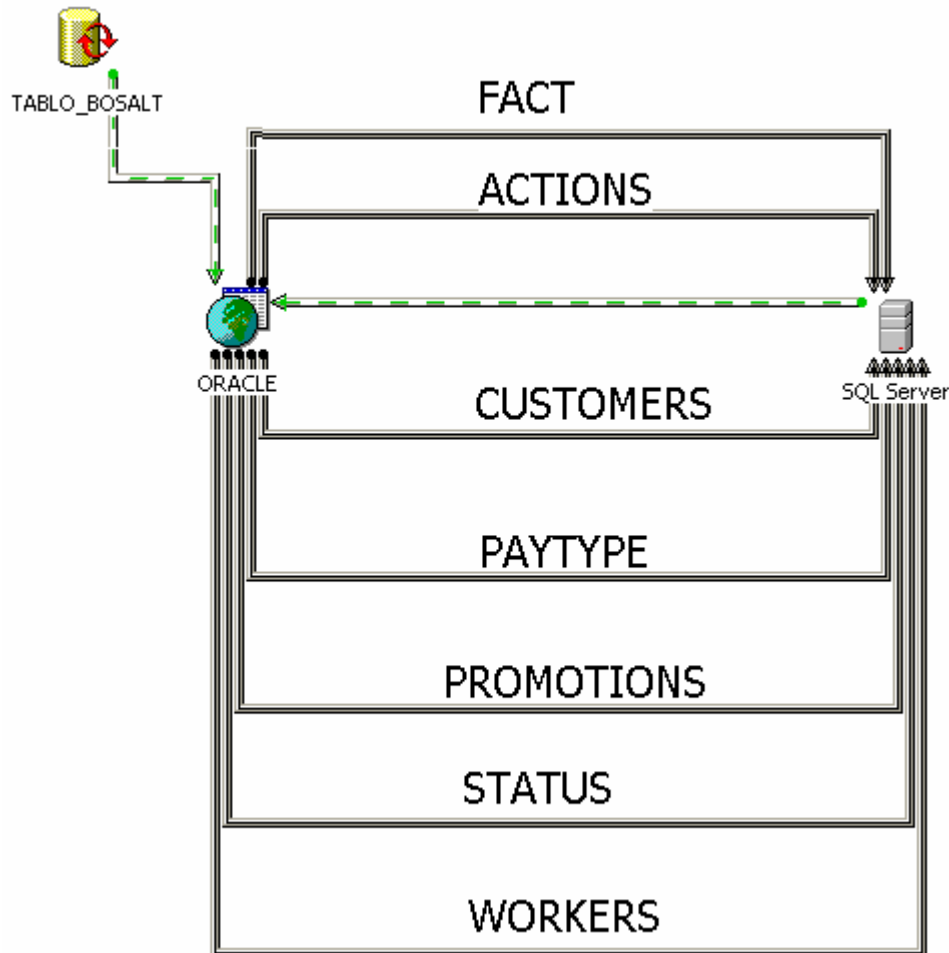 TABLO_BOSALT
FACT
ACTIONS
ORACLE
SQL Server
CUSTOMERS
PAYTYPE
PROMOTIONS
STATUS
WORKERS